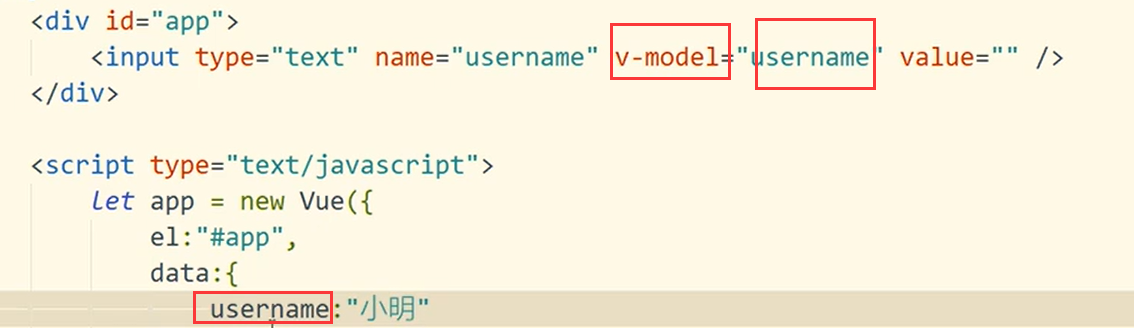 <div id="app">
<input type="text" name="username" v-model="username" value="" />
</div>
<script type="text/javascript">
let app = new Vue({
el:"#app",
data:{
username:"小明"